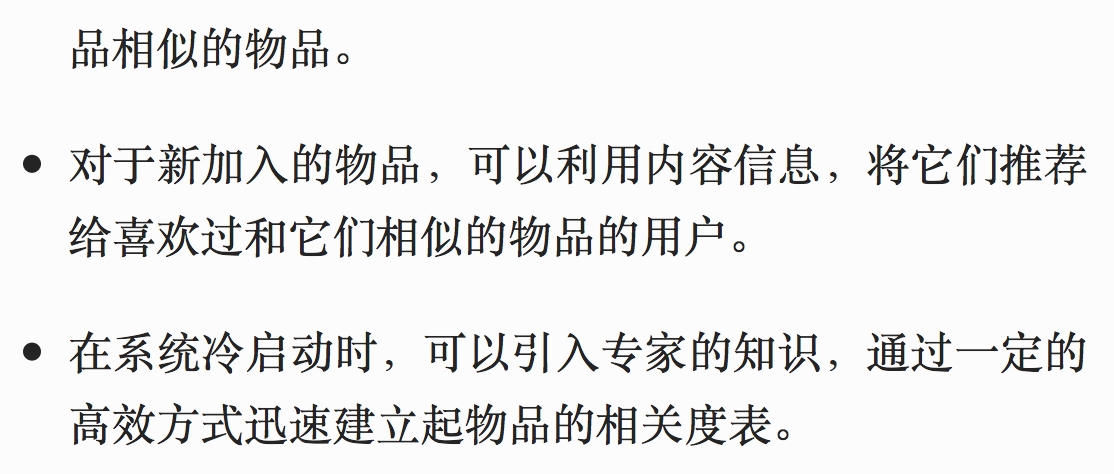 品相似的物品。
● 对于新加入的物品，可以利用内容信息，将它们推荐
给喜欢过和它们相似的物品的用户。
● 在系统冷启动时，可以引入专家的知识，通过一定的
高效方式迅速建立起物品的相关度表。